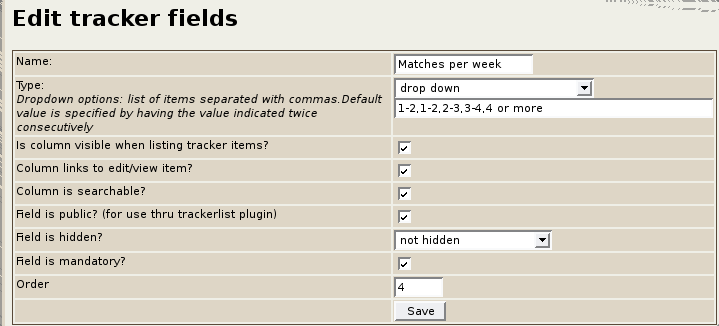 Edit tracker fields
Name:
Matches per week
Type:
drop down
Dropdown options: list of items separated with commas.Default
value is specified by having the value indicated twice
consecutively
1-2,1-2,2-3,3-4,4 or more
Is column visible when listing tracker items?
Column links to edit/view item?
Column is searchable?
Field is public? (for use thru trackerlist plugin)
Field is hidden?
not hidden
Field is mandatory?
Order
4
Save